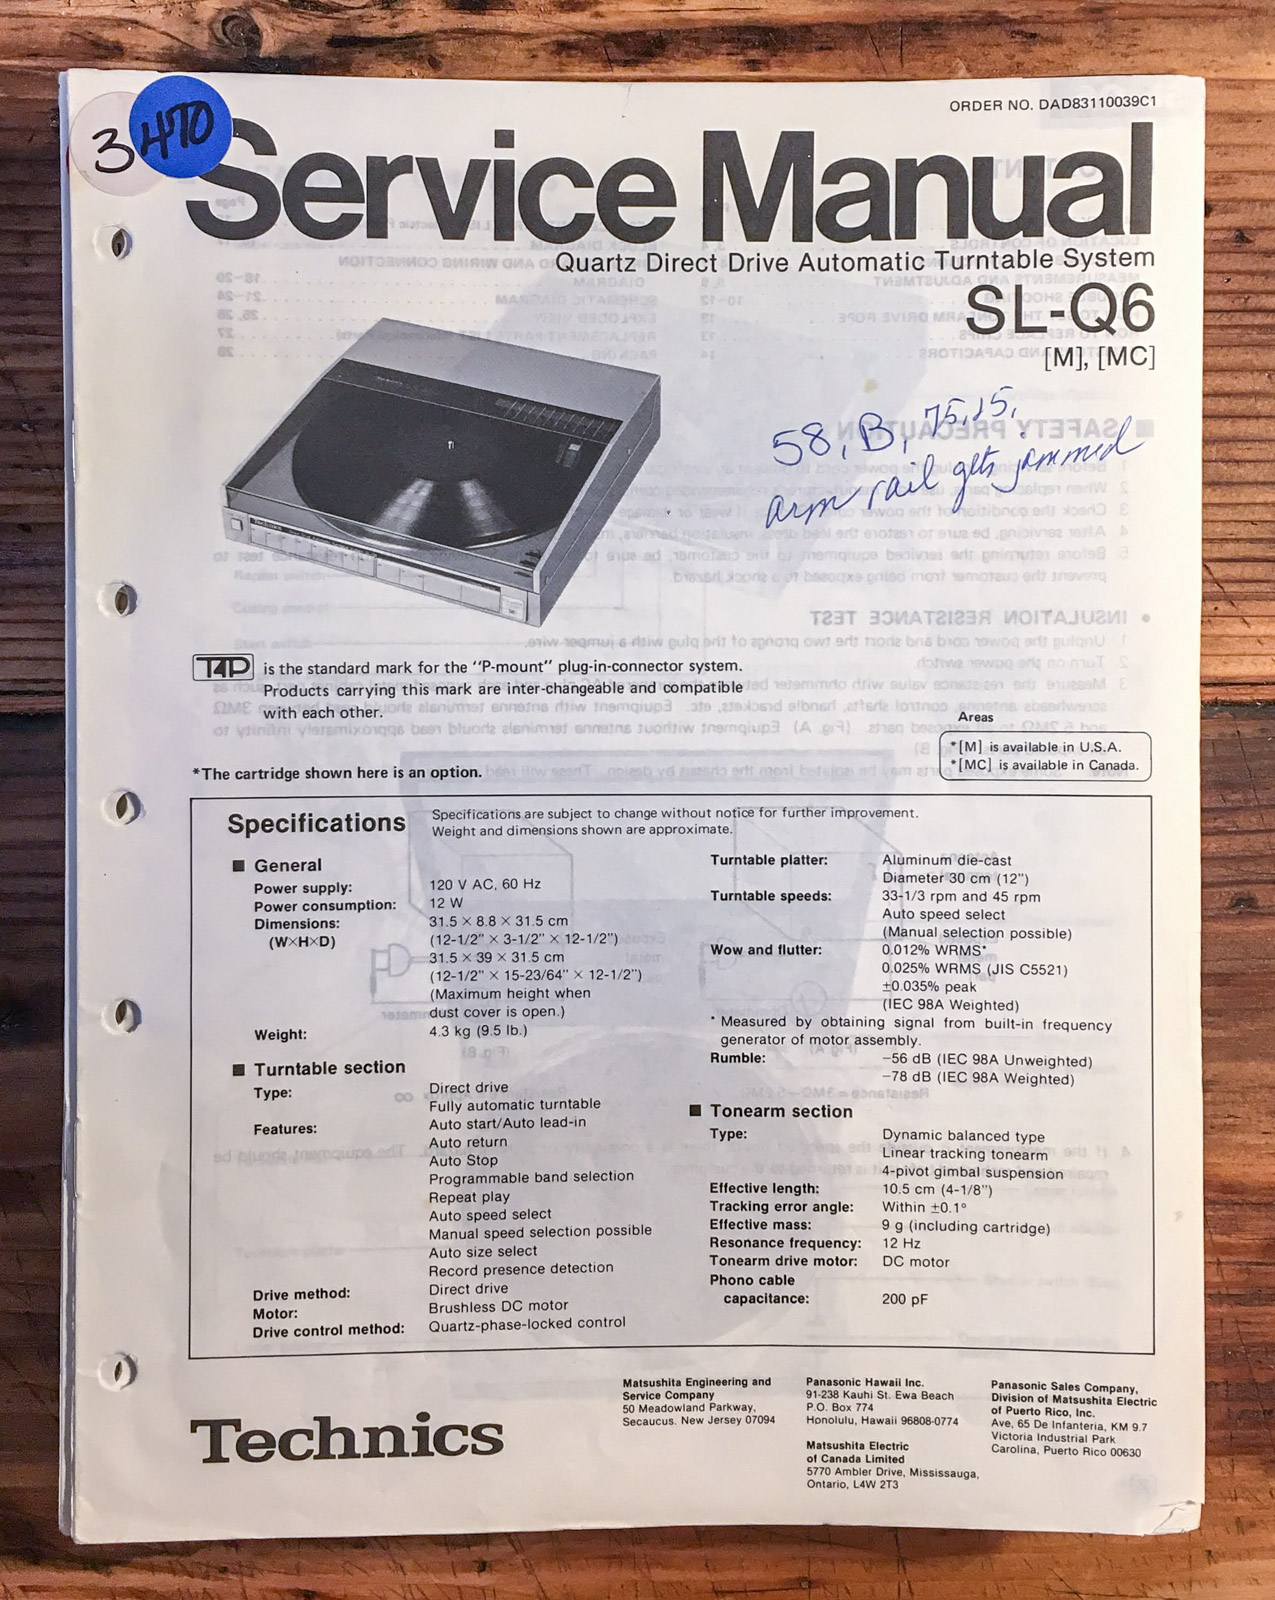 ORDER NO. DAD83110039C1
3 470
Service Manual
Quartz Direct Drive Automatic Turntable System
SL-Q6
[M], [MC]
58, B, 75, 15,
arm rail gets jammed
Technics
T4P is the standard mark for the "P-mount" plug-in-connector system.
Products carrying this mark are inter-changeable and compatible
with each other.
Areas
*[M] is available in U.S.A.
*[MC] is available in Canada.
*The cartridge shown here is an option.
Specifications
Specifications are subject to change without notice for further improvement.
Weight and dimensions shown are approximate.
■ General
Power supply: 120 V AC, 60 Hz
Power consumption: 12 W
Dimensions: 31.5 × 8.8 × 31.5 cm
(W×H×D) (12-1/2" × 3-1/2" × 12-1/2")
31.5 × 39 × 31.5 cm
(12-1/2" × 15-23/64" × 12-1/2")
(Maximum height when
dust cover is open.)
Weight: 4.3 kg (9.5 lb.)
■ Turntable section
Type: Direct drive
Fully automatic turntable
Features: Auto start/Auto lead-in
Auto return
Auto Stop
Programmable band selection
Repeat play
Auto speed select
Manual speed selection possible
Auto size select
Record presence detection
Drive method: Direct drive
Motor: Brushless DC motor
Drive control method: Quartz-phase-locked control
Turntable platter: Aluminum die-cast
Diameter 30 cm (12")
Turntable speeds: 33-1/3 rpm and 45 rpm
Auto speed select
(Manual selection possible)
Wow and flutter: 0.012% WRMS*
0.025% WRMS (JIS C5521)
±0.035% peak
(IEC 98A Weighted)
* Measured by obtaining signal from built-in frequency
generator of motor assembly.
Rumble: −56 dB (IEC 98A Unweighted)
−78 dB (IEC 98A Weighted)
■ Tonearm section
Type: Dynamic balanced type
Linear tracking tonearm
4-pivot gimbal suspension
Effective length: 10.5 cm (4-1/8")
Tracking error angle: Within ±0.1°
Effective mass: 9 g (including cartridge)
Resonance frequency: 12 Hz
Tonearm drive motor: DC motor
Phono cable
capacitance: 200 pF
Technics
Matsushita Engineering and
Service Company
50 Meadowland Parkway,
Secaucus. New Jersey 07094
Panasonic Hawaii Inc.
91-238 Kauhi St. Ewa Beach
P.O. Box 774
Honolulu, Hawaii 96808-0774
Matsushita Electric
of Canada Limited
5770 Ambler Drive, Mississauga,
Ontario, L4W 2T3
Panasonic Sales Company,
Division of Matsushita Electric
of Puerto Rico, Inc.
Ave, 65 De Infanteria, KM 9.7
Victoria Industrial Park
Carolina, Puerto Rico 00630